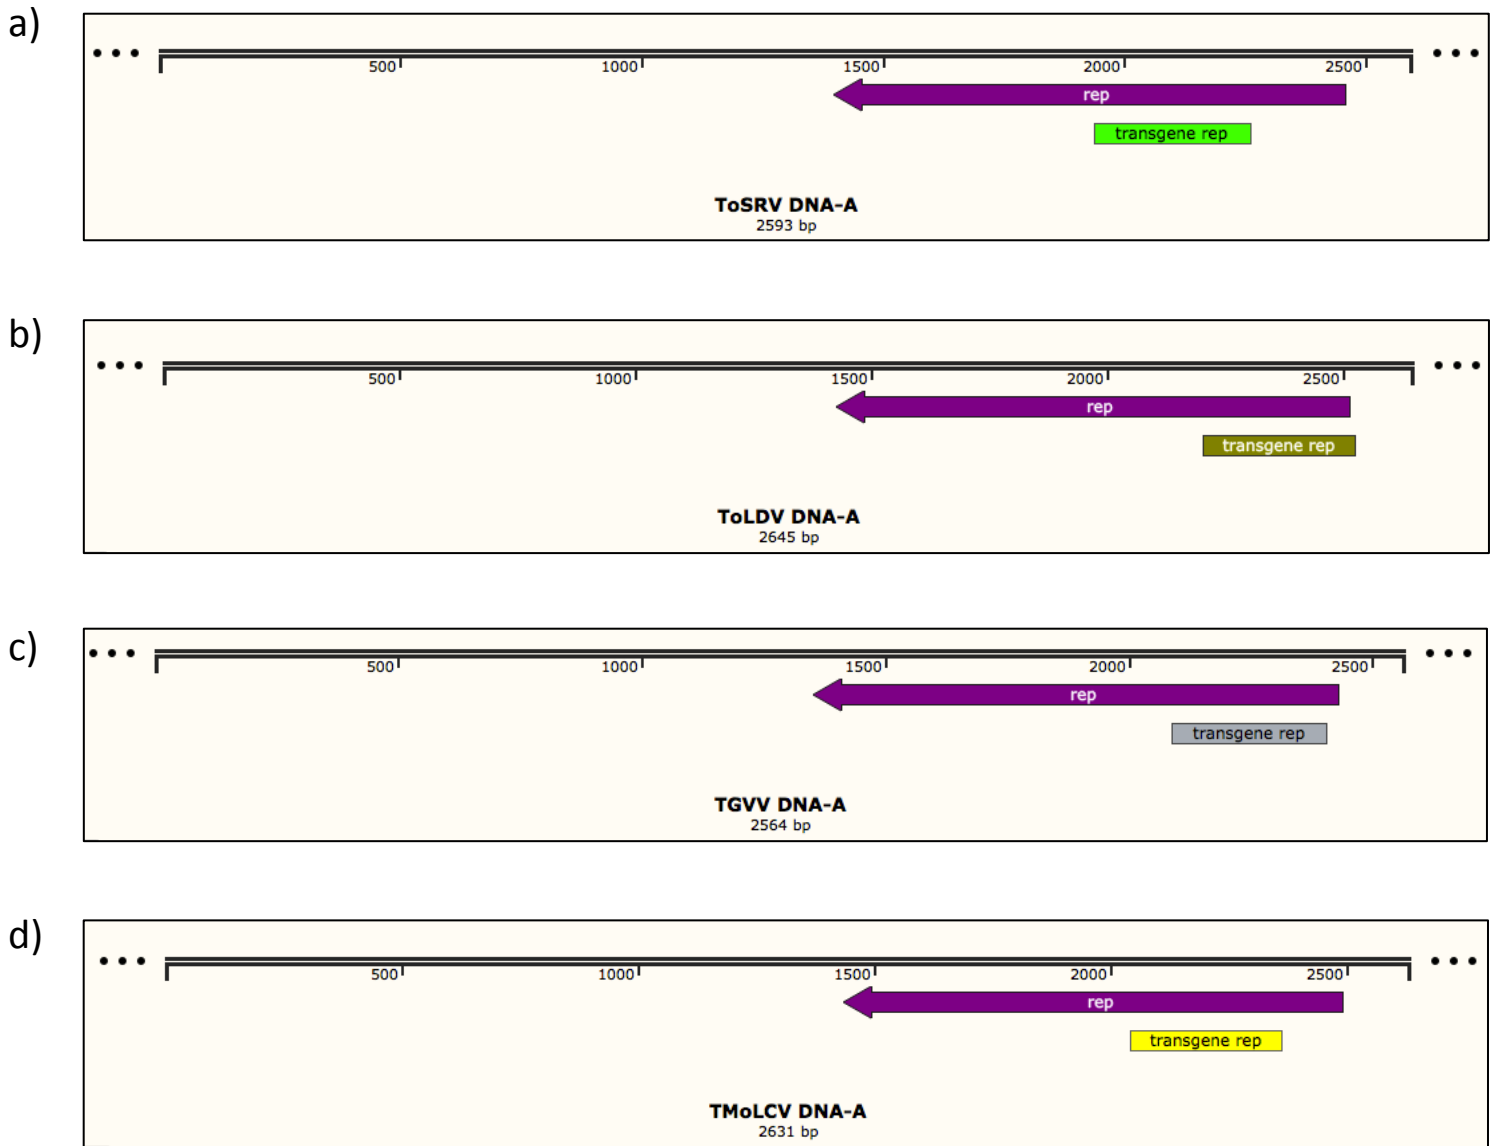 a)
500 1000 1500 2000 2500
rep
transgene rep
ToSRV DNA-A
2593 bp
b)
500 1000 1500 2000 2500
rep
transgene rep
ToLDV DNA-A
2645 bp
c)
500 1000 1500 2000 2500
rep
transgene rep
TGVV DNA-A
2564 bp
d)
500 1000 1500 2000 2500
rep
transgene rep
TMoLCV DNA-A
2631 bp